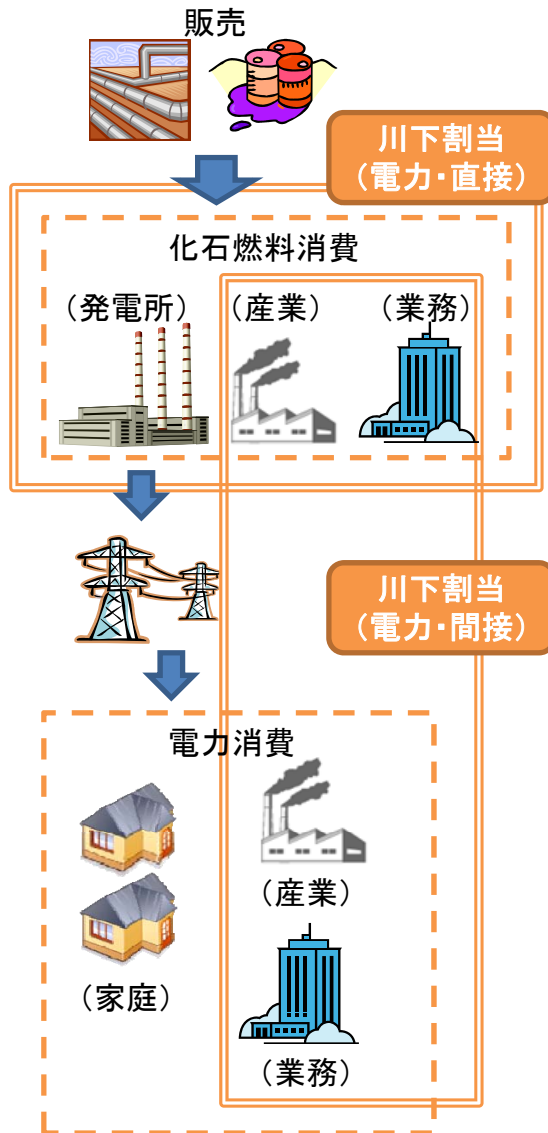 販売
川下割当
(電力・直接)
化石燃料消費
(発電所)
(産業)
(業務)
川下割当
(電力・間接)
電力消費
(産業)
(家庭)
(業務)